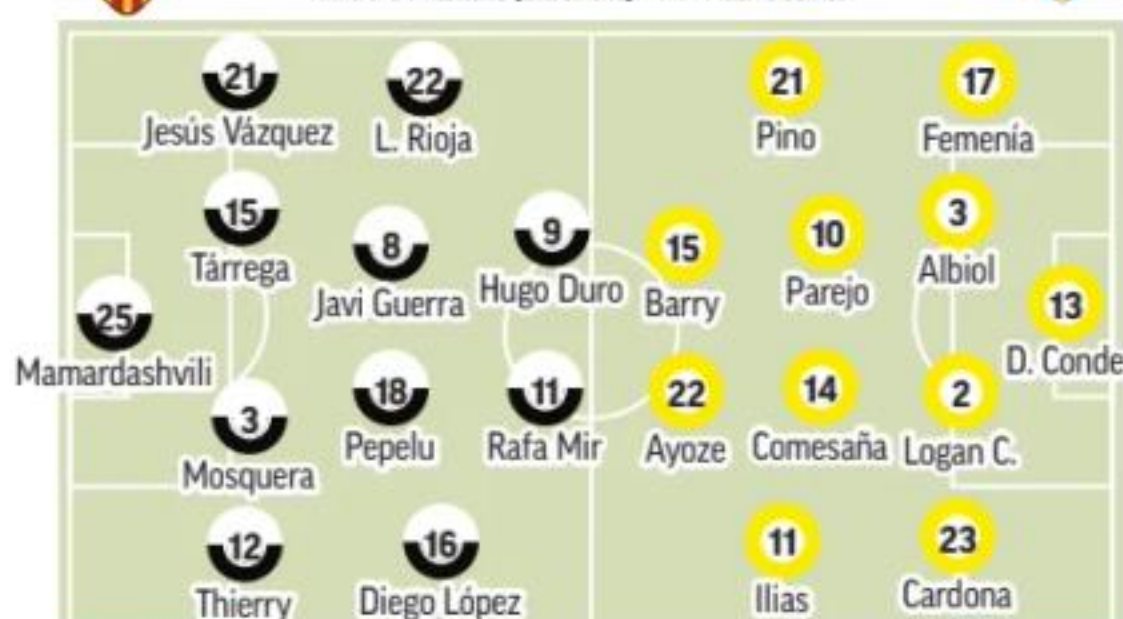 21
Jesús Vázquez
22
L. Rioja
21
Pino
17
Femenía
15
Tárrega
8
Javi Guerra
9
Hugo Duro
15
Barry
10
Parejo
3
Albiol
25
Mamardashvili
13
D. Conde
3
Mosquera
18
Pepelu
11
Rafa Mir
22
Ayoze
14
Comesaña
2
Logan C.
12
Thierry
16
Diego López
11
Ilias
23
Cardona